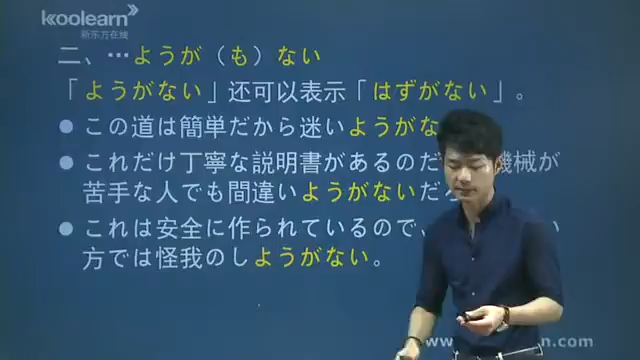 koolearn
新东方在线
二、…ようが（も）ない
「ようがない」还可以表示「はずがない」。
●この道は簡単だから迷いようがな
●これだけ丁寧な説明書があるのだ 機械が
苦手な人でも間違いようがないだ
●これは安全に作られているので、 い
方では怪我のしようがない。
www. n.com